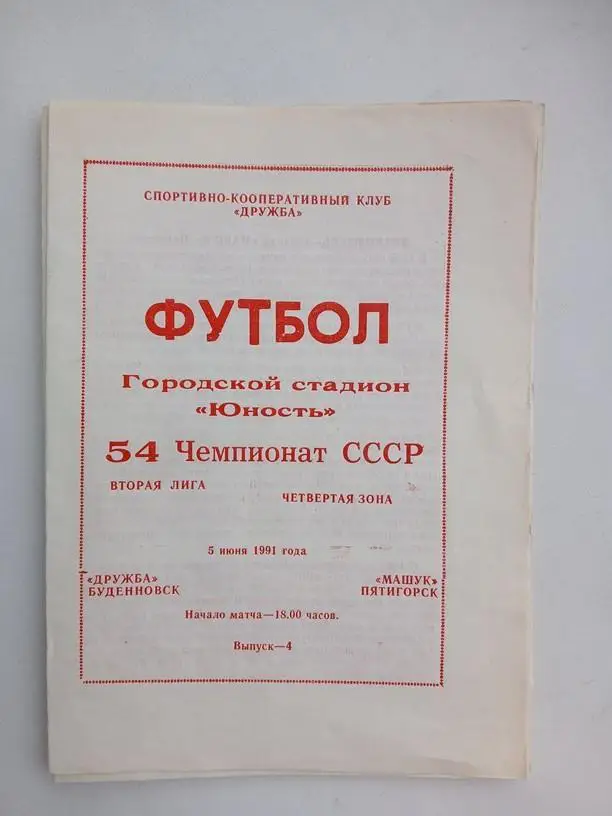 СПОРТИВНО-КООПЕРАТИВНЫЙ КЛУБ
«ДРУЖБА»
ФУТБОЛ
Городской стадион
«Юность»
54 Чемпионат СССР
ВТОРАЯ ЛИГА
ЧЕТВЕРТАЯ ЗОНА
5 июня 1991 года
«ДРУЖБА» «МАШУК»
БУДЕННОВСК ПЯТИГОРСК
Начало матча—18.00 часов.
Выпуск—4